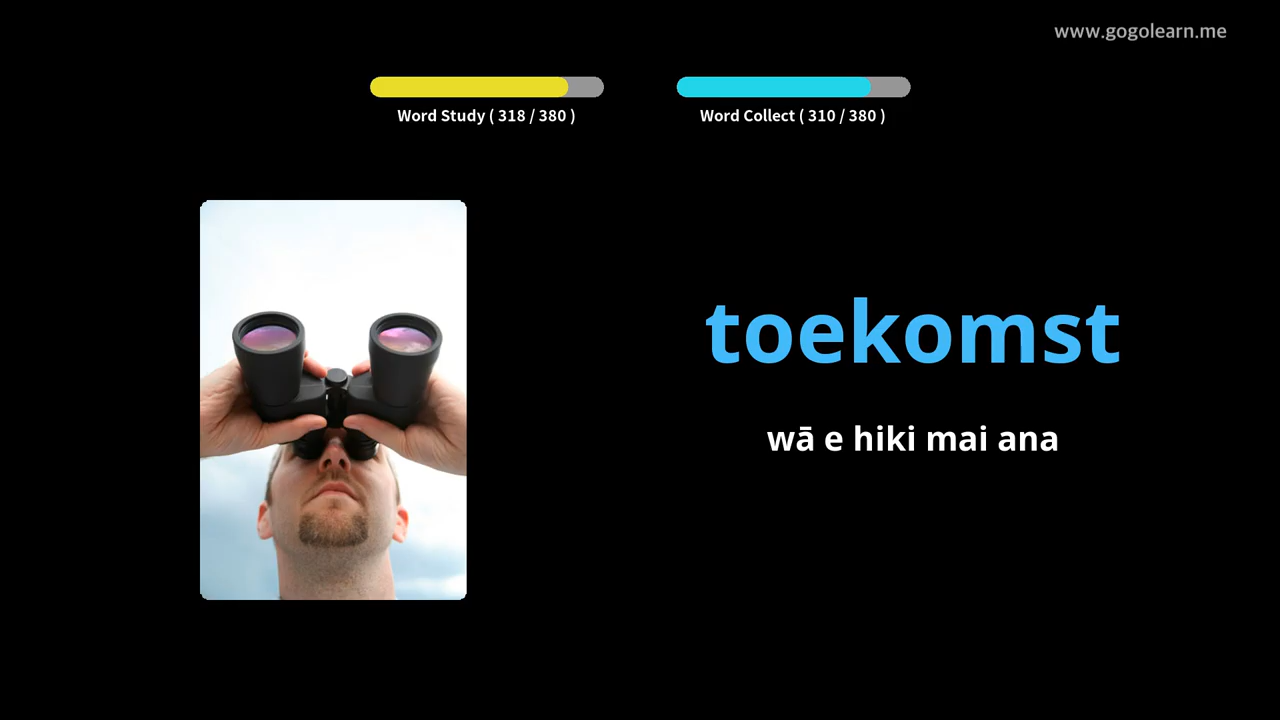 www.gogolearn.me
Word Study ( 318 / 380 )
Word Collect ( 310 / 380 )
toekomst
wā e hiki mai ana